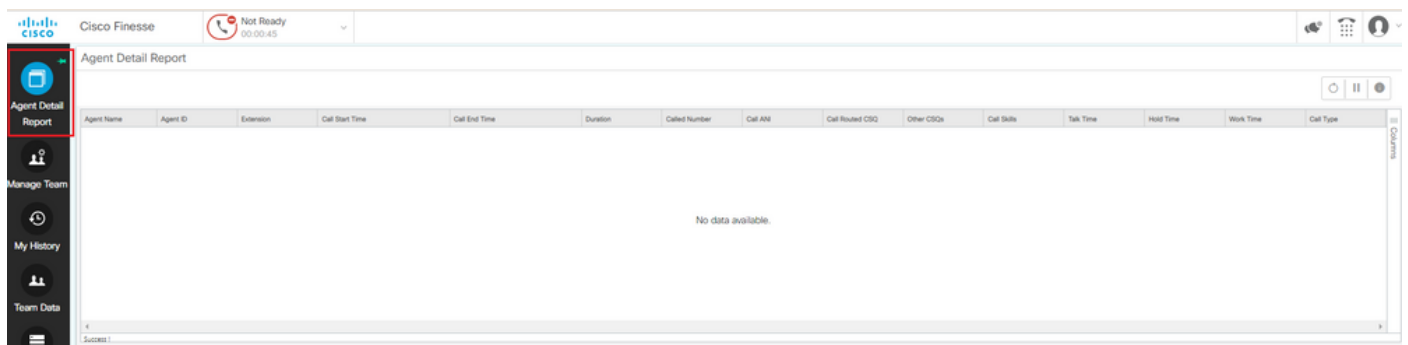 CISCO
Cisco Finesse
Not Ready
00:00:45
Agent Detail Report
Agent Detail
Report
Manage Team
My History
Team Data
Agent Name Agent ID Extension Call Start Time Call End Time Duration Called Number Call ANI Call Routed CSQ Other CSQs Call Skills Talk Time Hold Time Work Time Call Type
Columns
No data available.
Success !